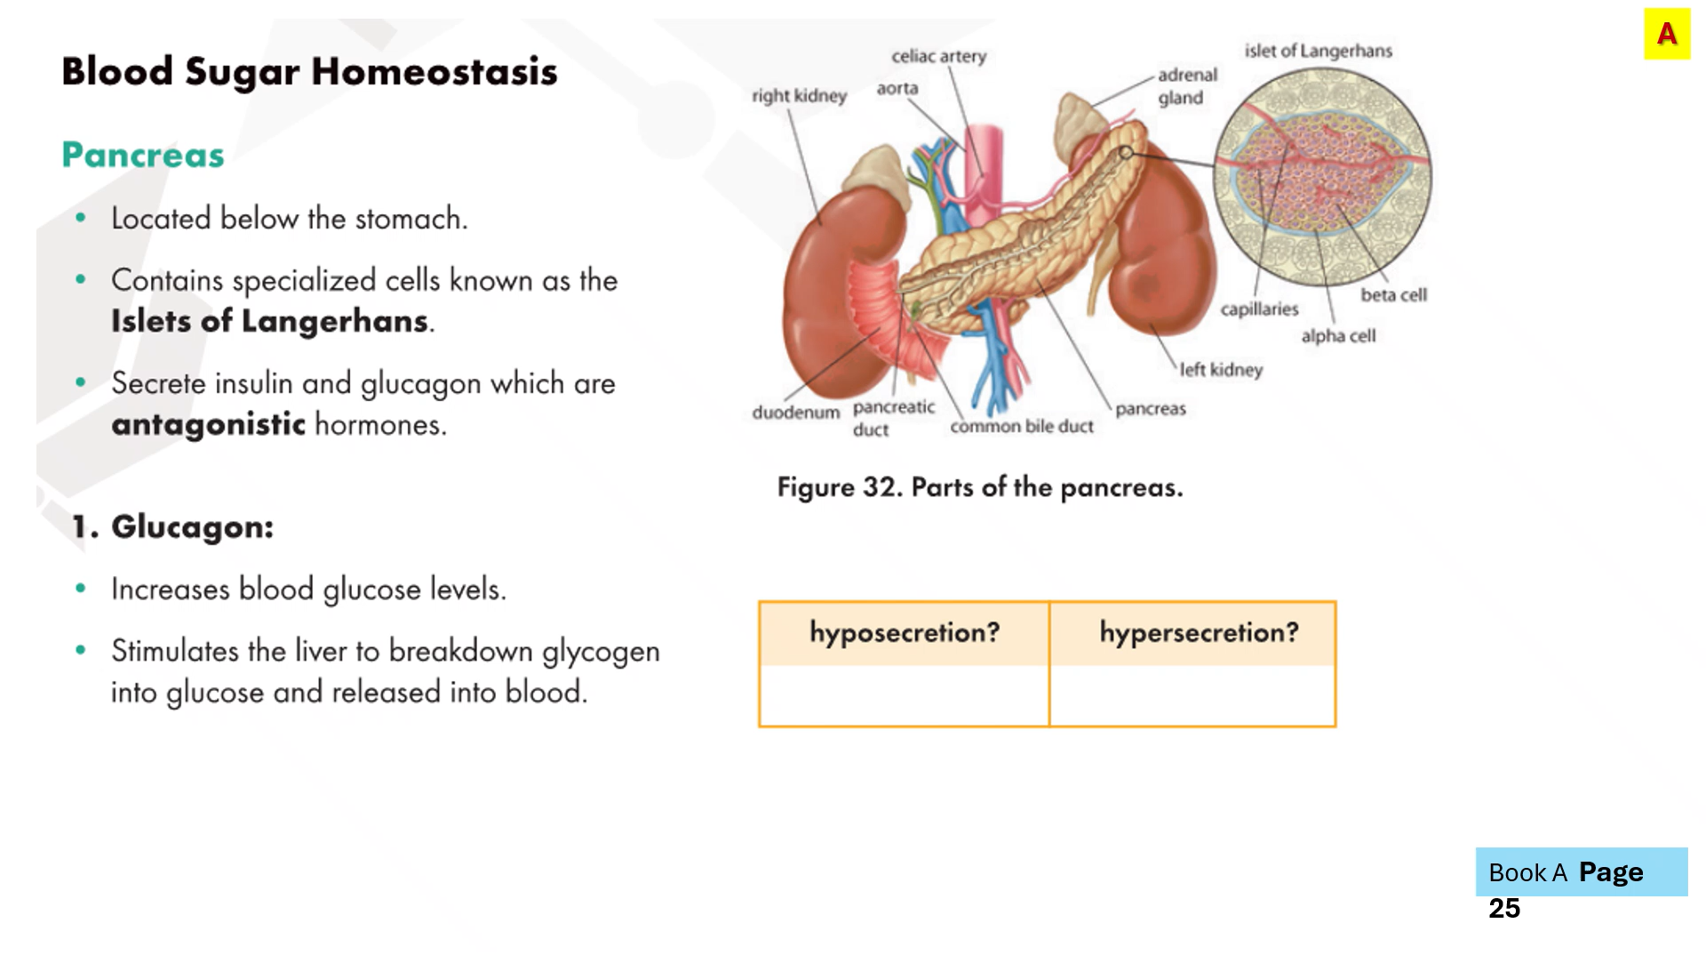 A
Blood Sugar Homeostasis
Pancreas
• Located below the stomach.
• Contains specialized cells known as the
Islets of Langerhans.
• Secrete insulin and glucagon which are
antagonistic hormones.
1. Glucagon:
• Increases blood glucose levels.
• Stimulates the liver to breakdown glycogen
into glucose and released into blood.
islet of Langerhans
celiac artery
adrenal
gland
aorta
right kidney
beta cell
capillaries
alpha cell
left kidney
duodenum
pancreatic
duct
pancreas
common bile duct
Figure 32. Parts of the pancreas.
hyposecretion? hypersecretion?
Book A Page
25